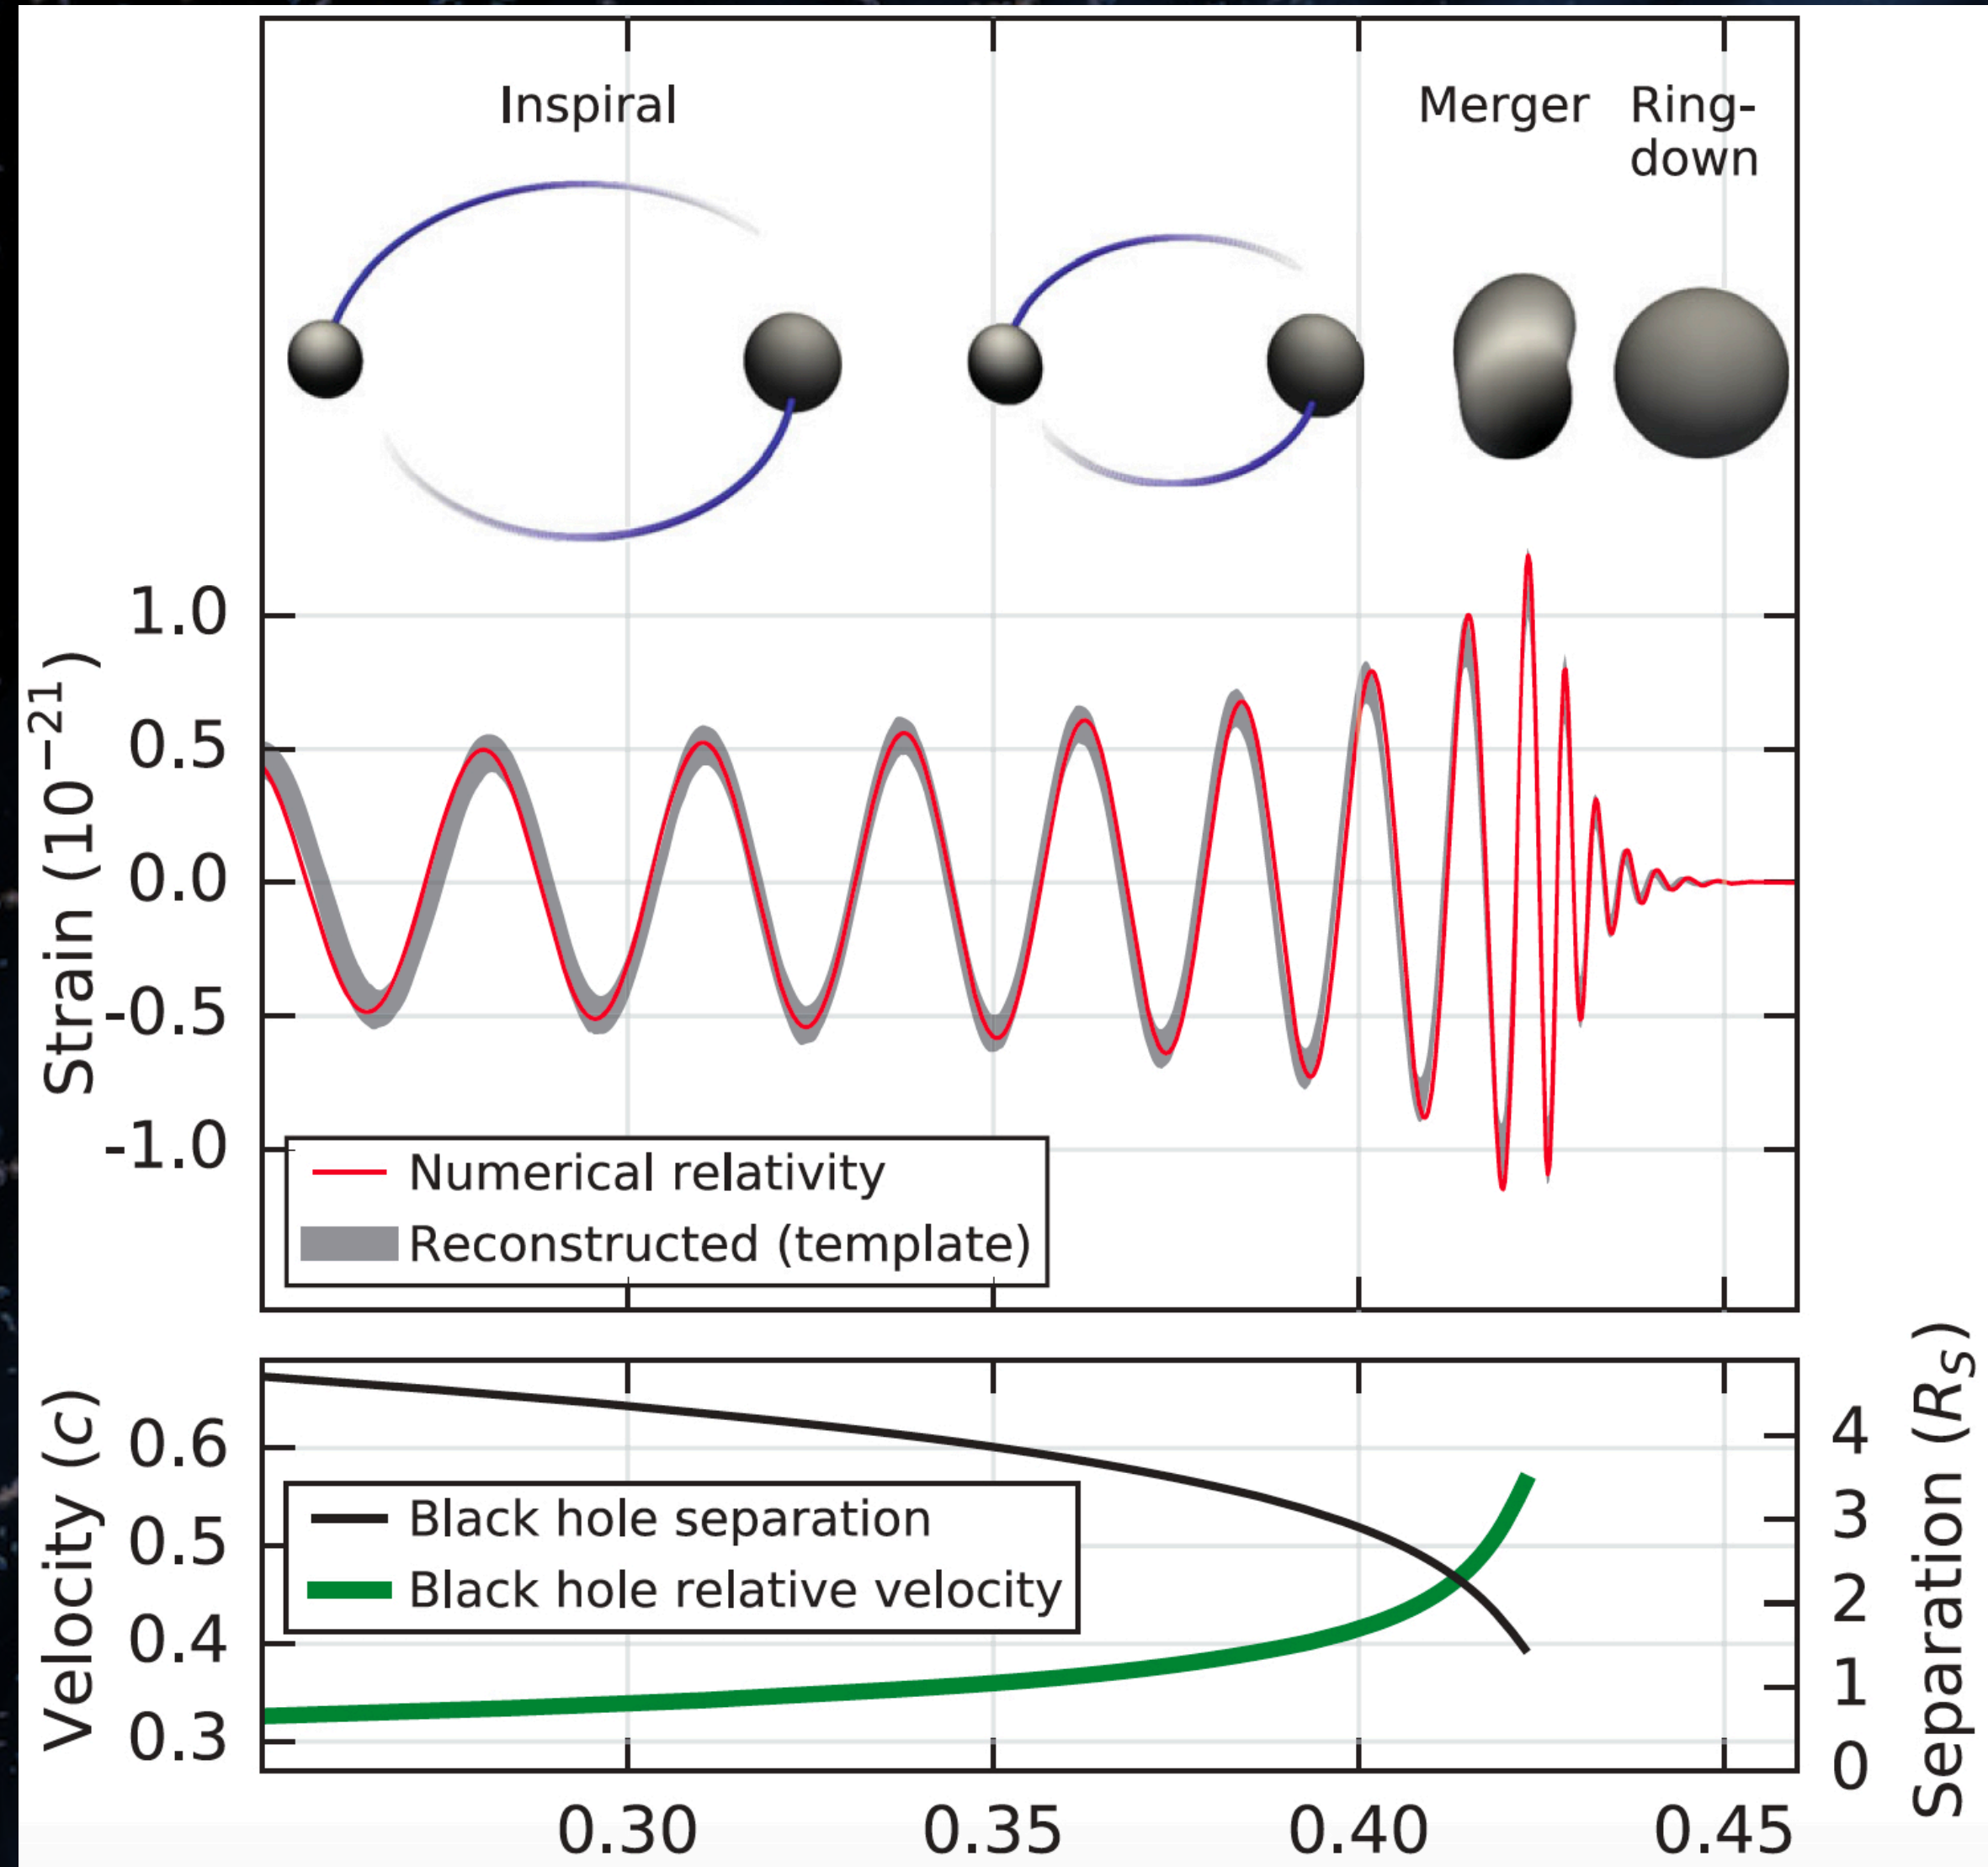 Inspiral
Merger
Ring-
down
Strain (10⁻²¹)
1.0
0.5
0.0
-0.5
-1.0
Numerical relativity
Reconstructed (template)
Velocity (c)
0.6
0.5
0.4
0.3
Black hole separation
Black hole relative velocity
Separation (R_S)
4
3
2
1
0
0.30 0.35 0.40 0.45